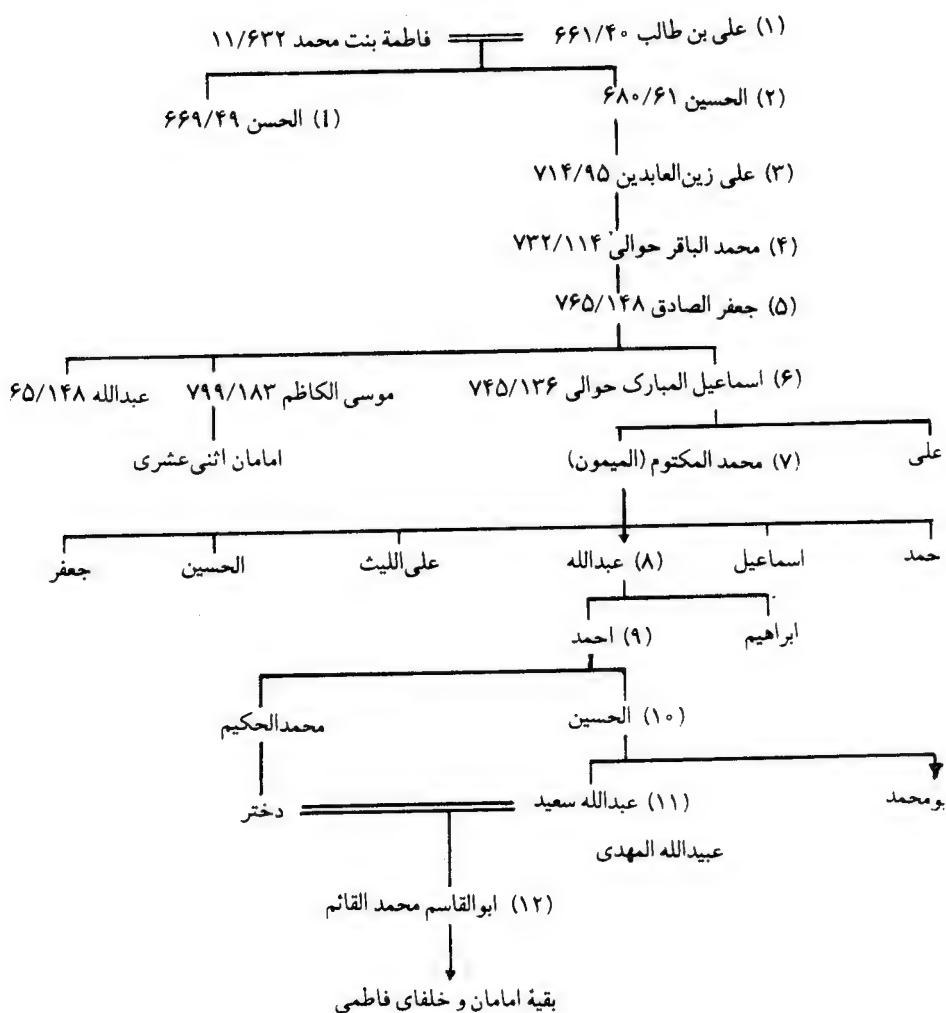 (۱) علی بن طالب ۶۶۱/۴۰ فاطمة بنت محمد ۱۱/۶۳۲
(۲) الحسین ۶۸۰/۶۱ (1) الحسن ۶۶۹/۴۹
(۳) علی زین‌العابدین ۷۱۴/۹۵
(۴) محمد الباقر حوالی ۷۳۲/۱۱۴
(۵) جعفر الصادق ۷۶۵/۱۴۸
(۶) اسماعیل المبارک حوالی ۷۴۵/۱۳۶ موسی الکاظم ۷۹۹/۱۸۳ عبدالله ۶۵/۱۴۸
علی (۷) محمد المکتوم (المیمون) امامان اثنی‌عشری
حمد اسماعیل (۸) عبدالله علی‌اللیث الحسین جعفر
ابراهیم (۹) احمد
(۱۰) الحسین محمدالحکیم
بومحمد (۱۱) عبدالله سعید دختر
عبیدالله المهدی
(۱۲) ابوالقاسم محمد القائم
بقیهٔ امامان و خلفای فاطمی